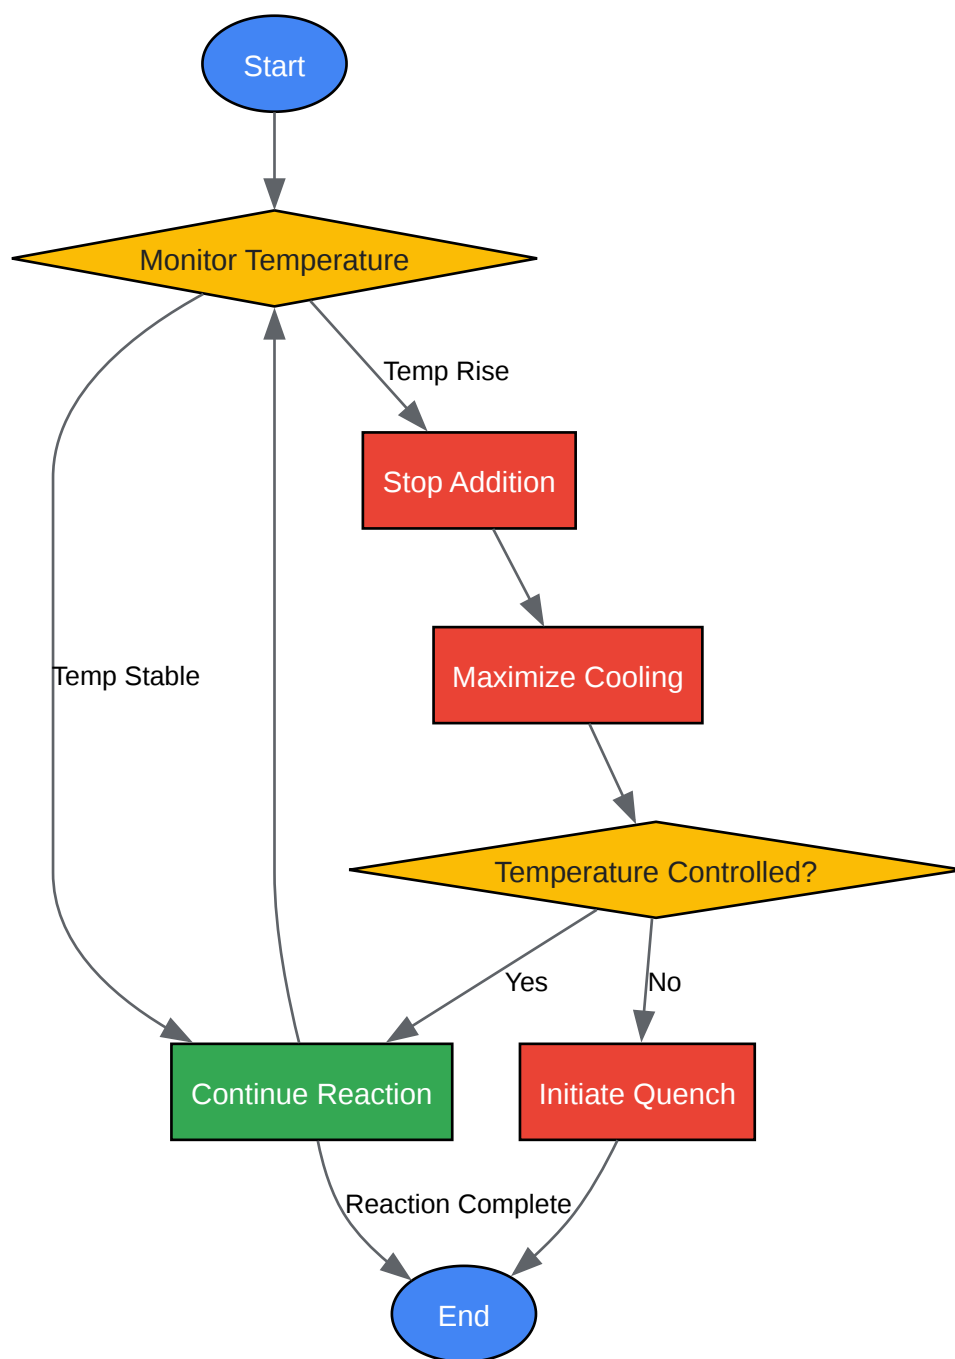 Start
Monitor Temperature
Temp Rise
Stop Addition
Temp Stable
Maximize Cooling
Temperature Controlled?
Yes
No
Continue Reaction
Initiate Quench
Reaction Complete
End